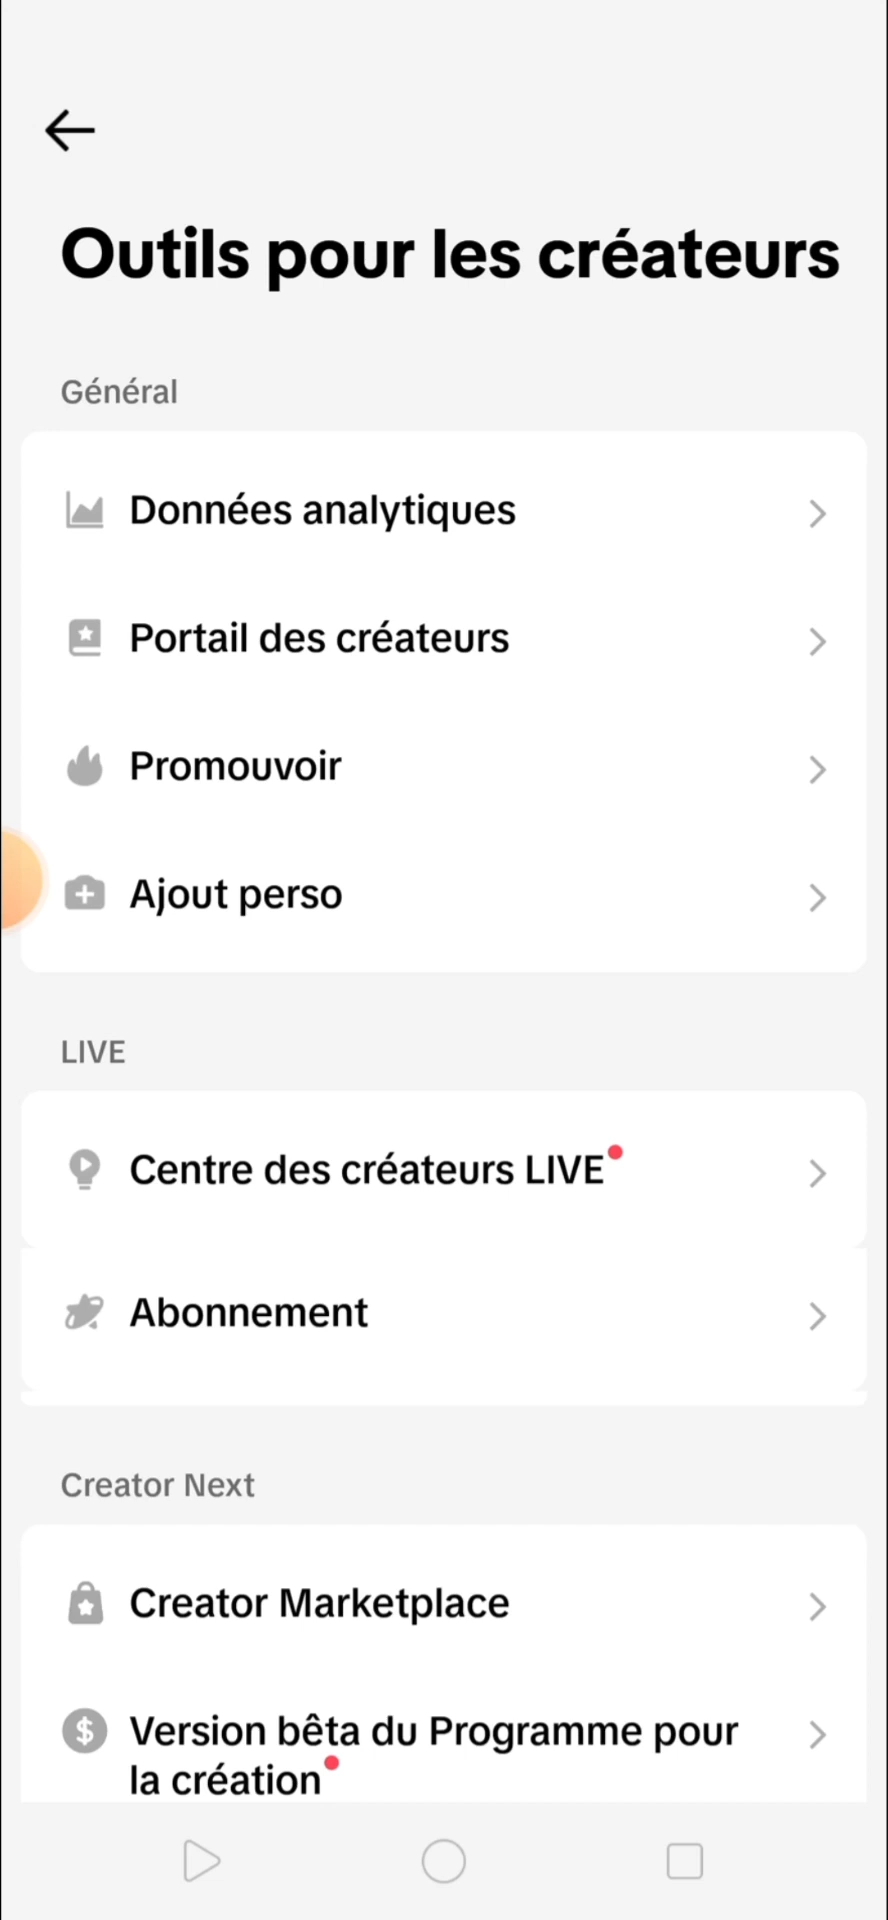 Outils pour les créateurs
Général
Données analytiques
Portail des créateurs
Promouvoir
Ajout perso
LIVE
Centre des créateurs LIVE
Abonnement
Creator Next
Creator Marketplace
Version bêta du Programme pour
la création